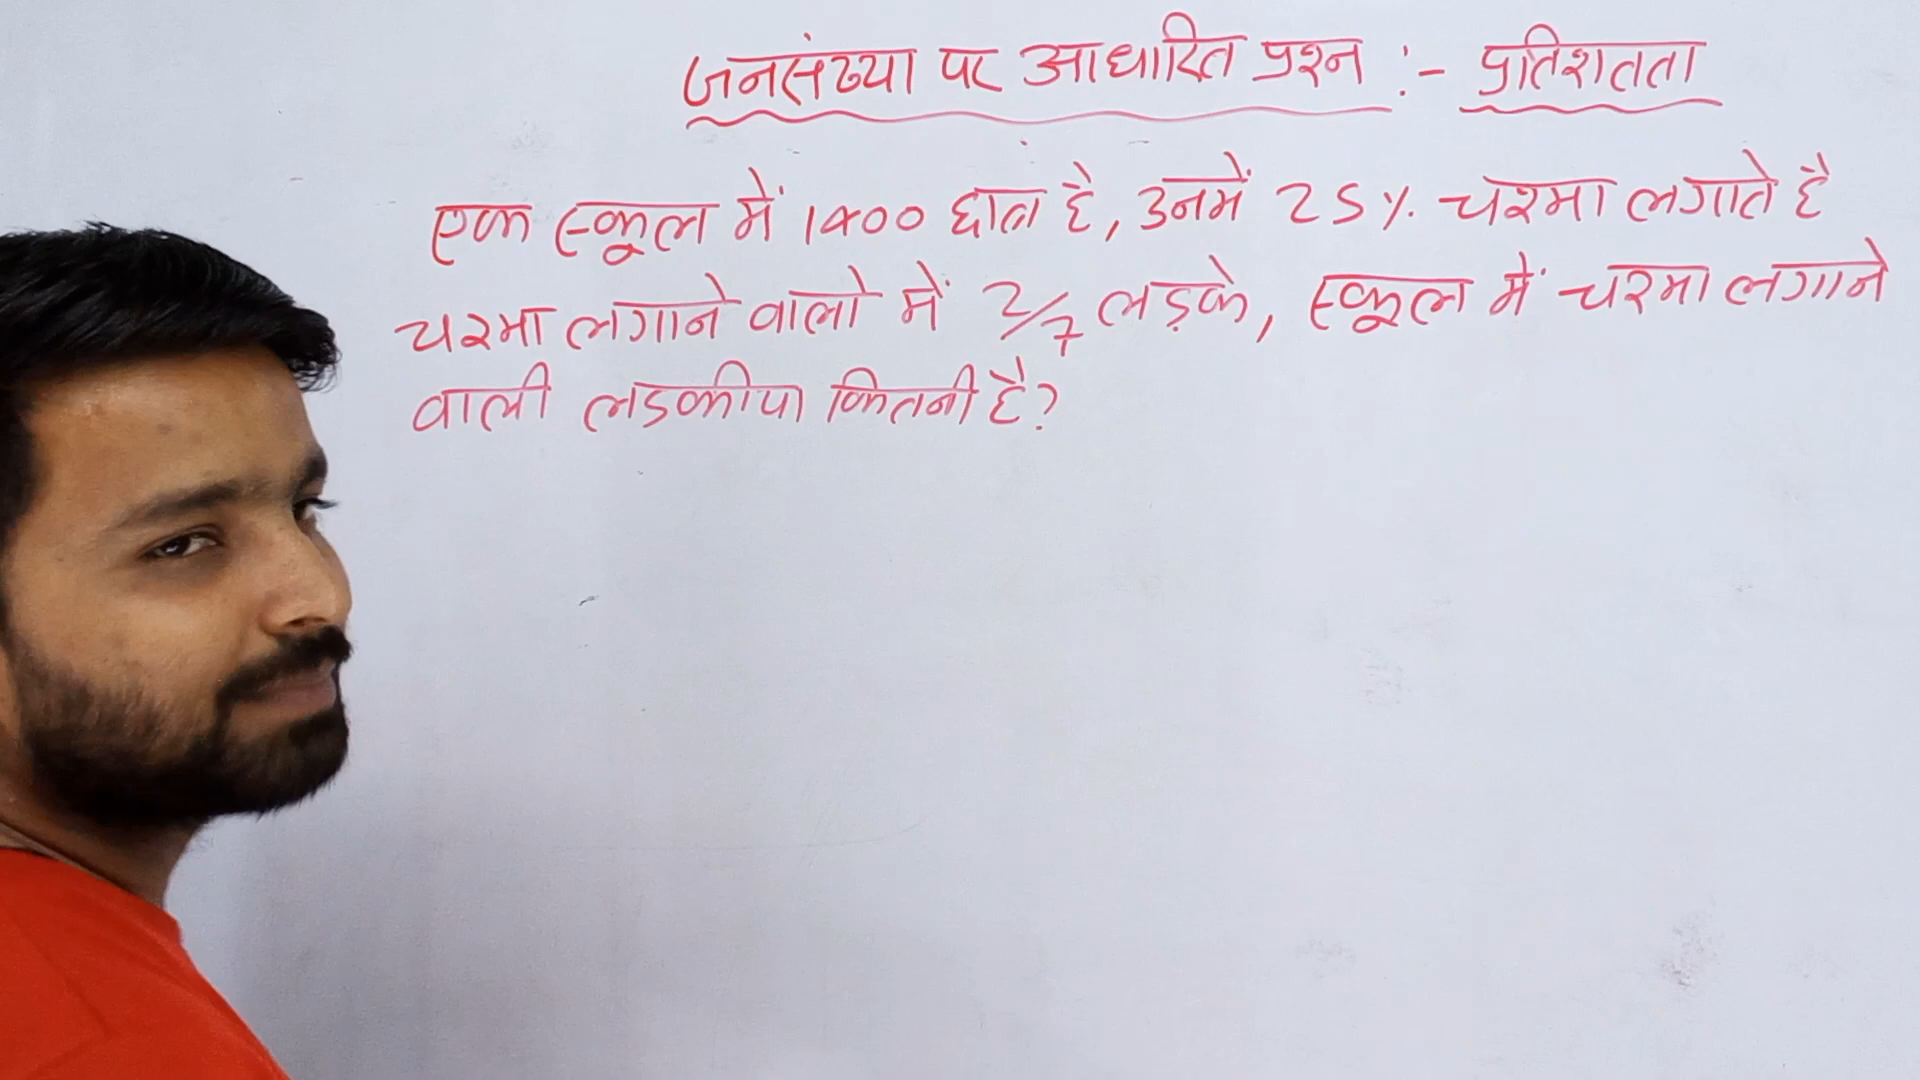 जनसंख्या पर आधारित प्रश्न :- प्रतिशतता
एक स्कूल में 1400 छात्र है, उनमें 25% चश्मा लगाते है
चश्मा लगाने वालो में 2/7 लड़के, स्कूल में चश्मा लगाने
वाली लडकीया कितनी है?